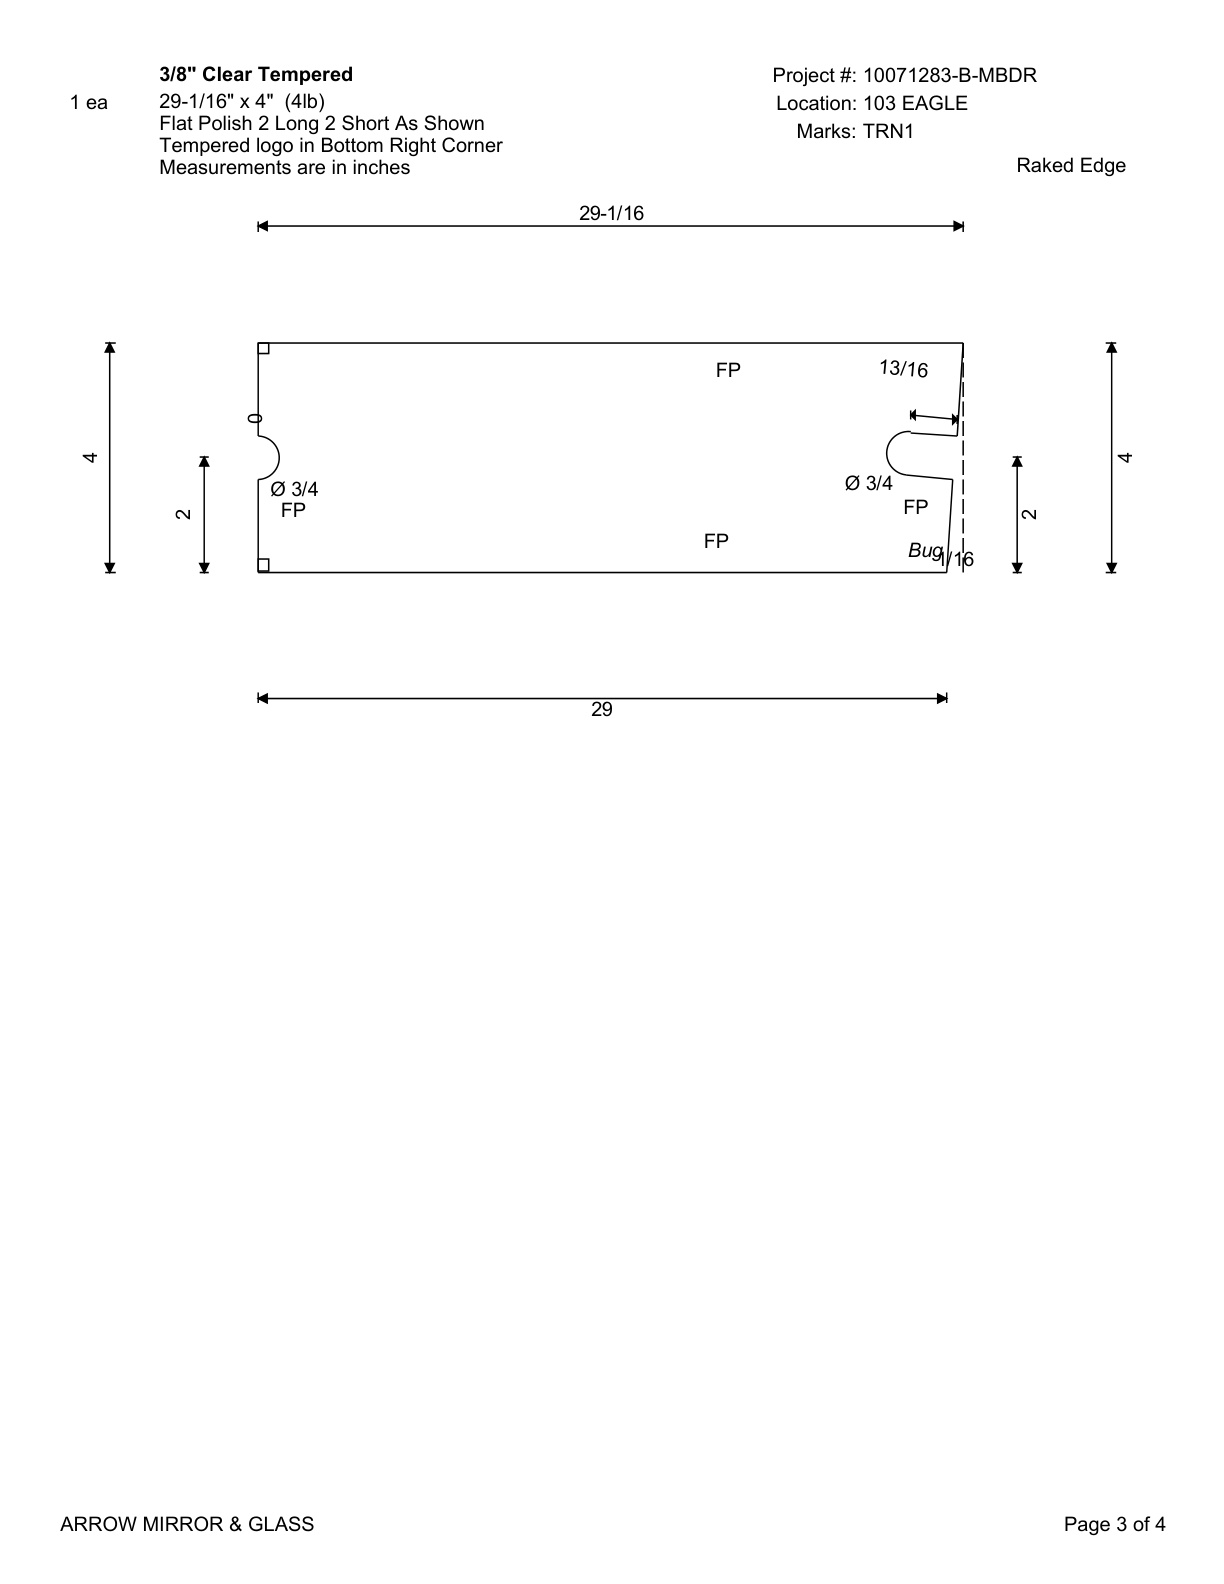 3/8" Clear Tempered
1 ea
29-1/16" x 4" (4lb)
Flat Polish 2 Long 2 Short As Shown
Tempered logo in Bottom Right Corner
Measurements are in inches
Project #: 10071283-B-MBDR
Location: 103 EAGLE
Marks: TRN1
Raked Edge
29-1/16
FP
13/16
0
4
2
Ø 3/4
FP
Ø 3/4
FP
2
4
FP
Bug
1/16
29
ARROW MIRROR & GLASS
Page 3 of 4